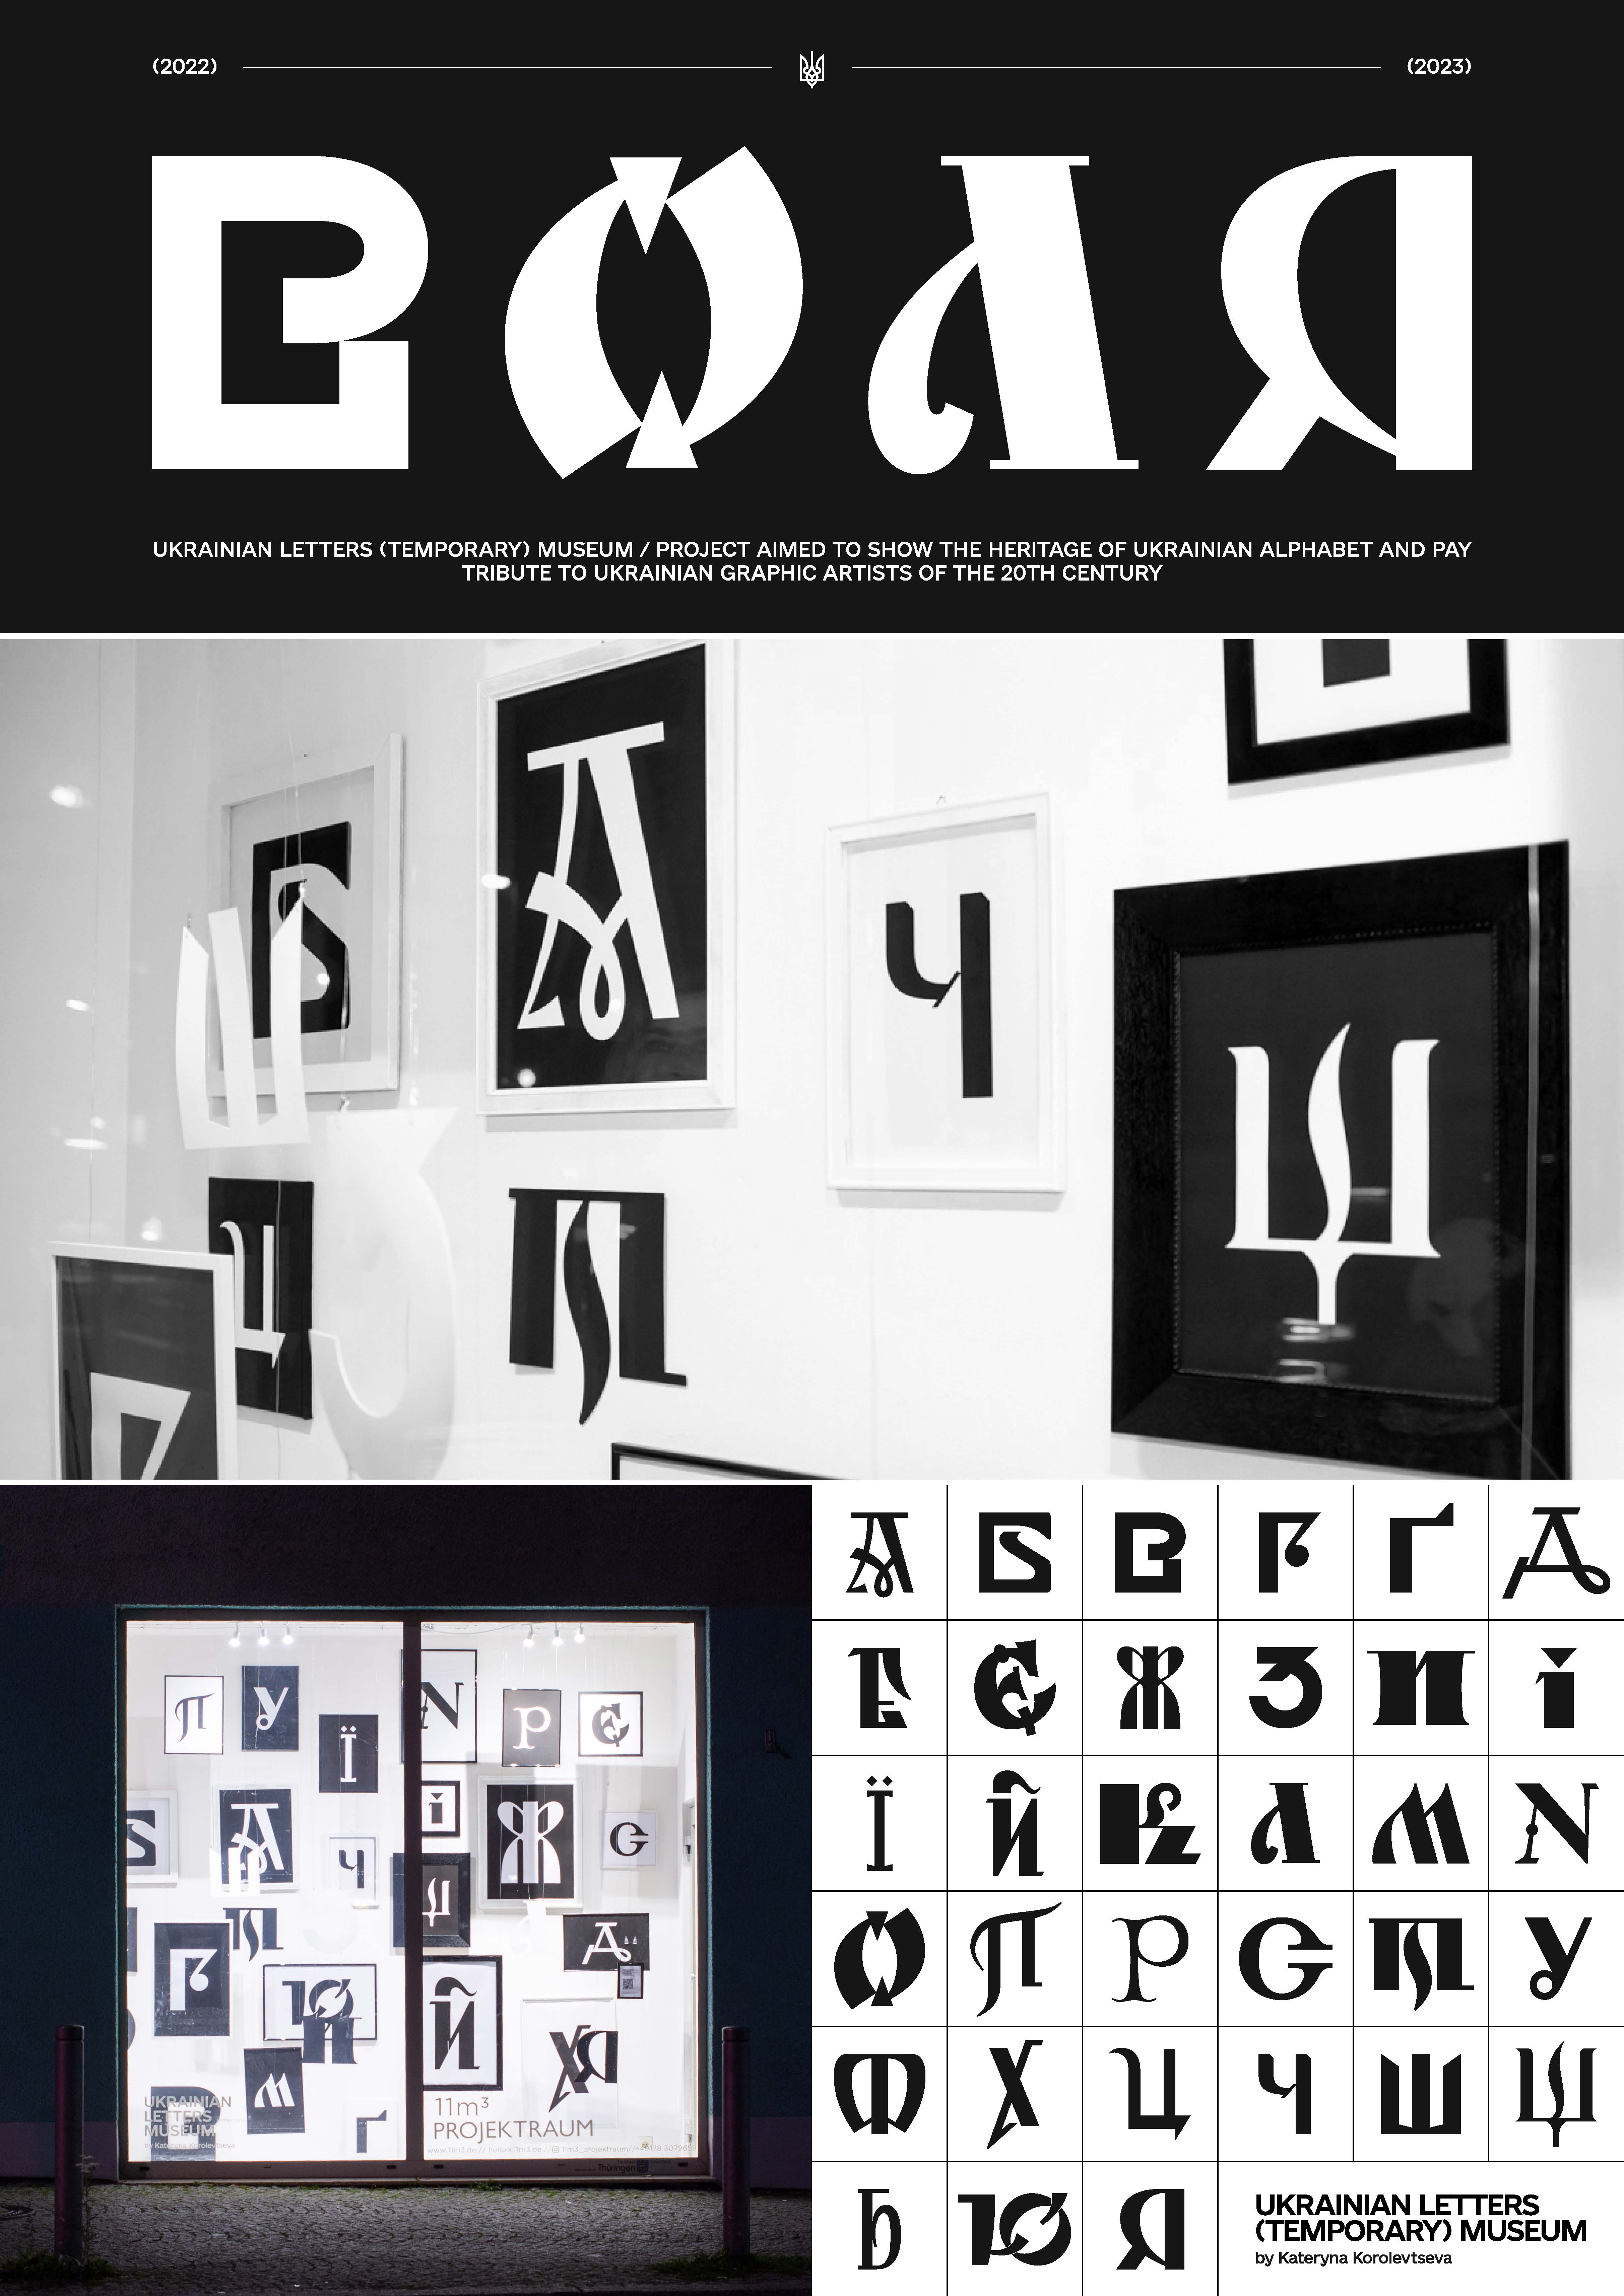 (2022) (2023)
ВОЛЯ
UKRAINIAN LETTERS (TEMPORARY) MUSEUM / PROJECT AIMED TO SHOW THE HERITAGE OF UKRAINIAN ALPHABET AND PAY
TRIBUTE TO UKRAINIAN GRAPHIC ARTISTS OF THE 20TH CENTURY
Б А Ч
Ш Щ
Ц Т
П У Ї Н Р Є
Б А Ч І Ж С
Щ
Г Т Ю Д
И Й Х Я
М Ґ
UKRAINIAN
LETTERS
MUSEUM
by Kateryna Korolevtseva
11m³
PROJEKTRAUM
www.11m3.de // hello@11m3.de // 11m3_projektraum//
Thüringen
А Б В Г Ґ Д
Е Є Ж З И І
Ї Й К Л М Н
О П Р С Т У
Ф Х Ц Ч Ш Щ
Ь Ю Я
UKRAINIAN LETTERS
(TEMPORARY) MUSEUM
by Kateryna Korolevtseva